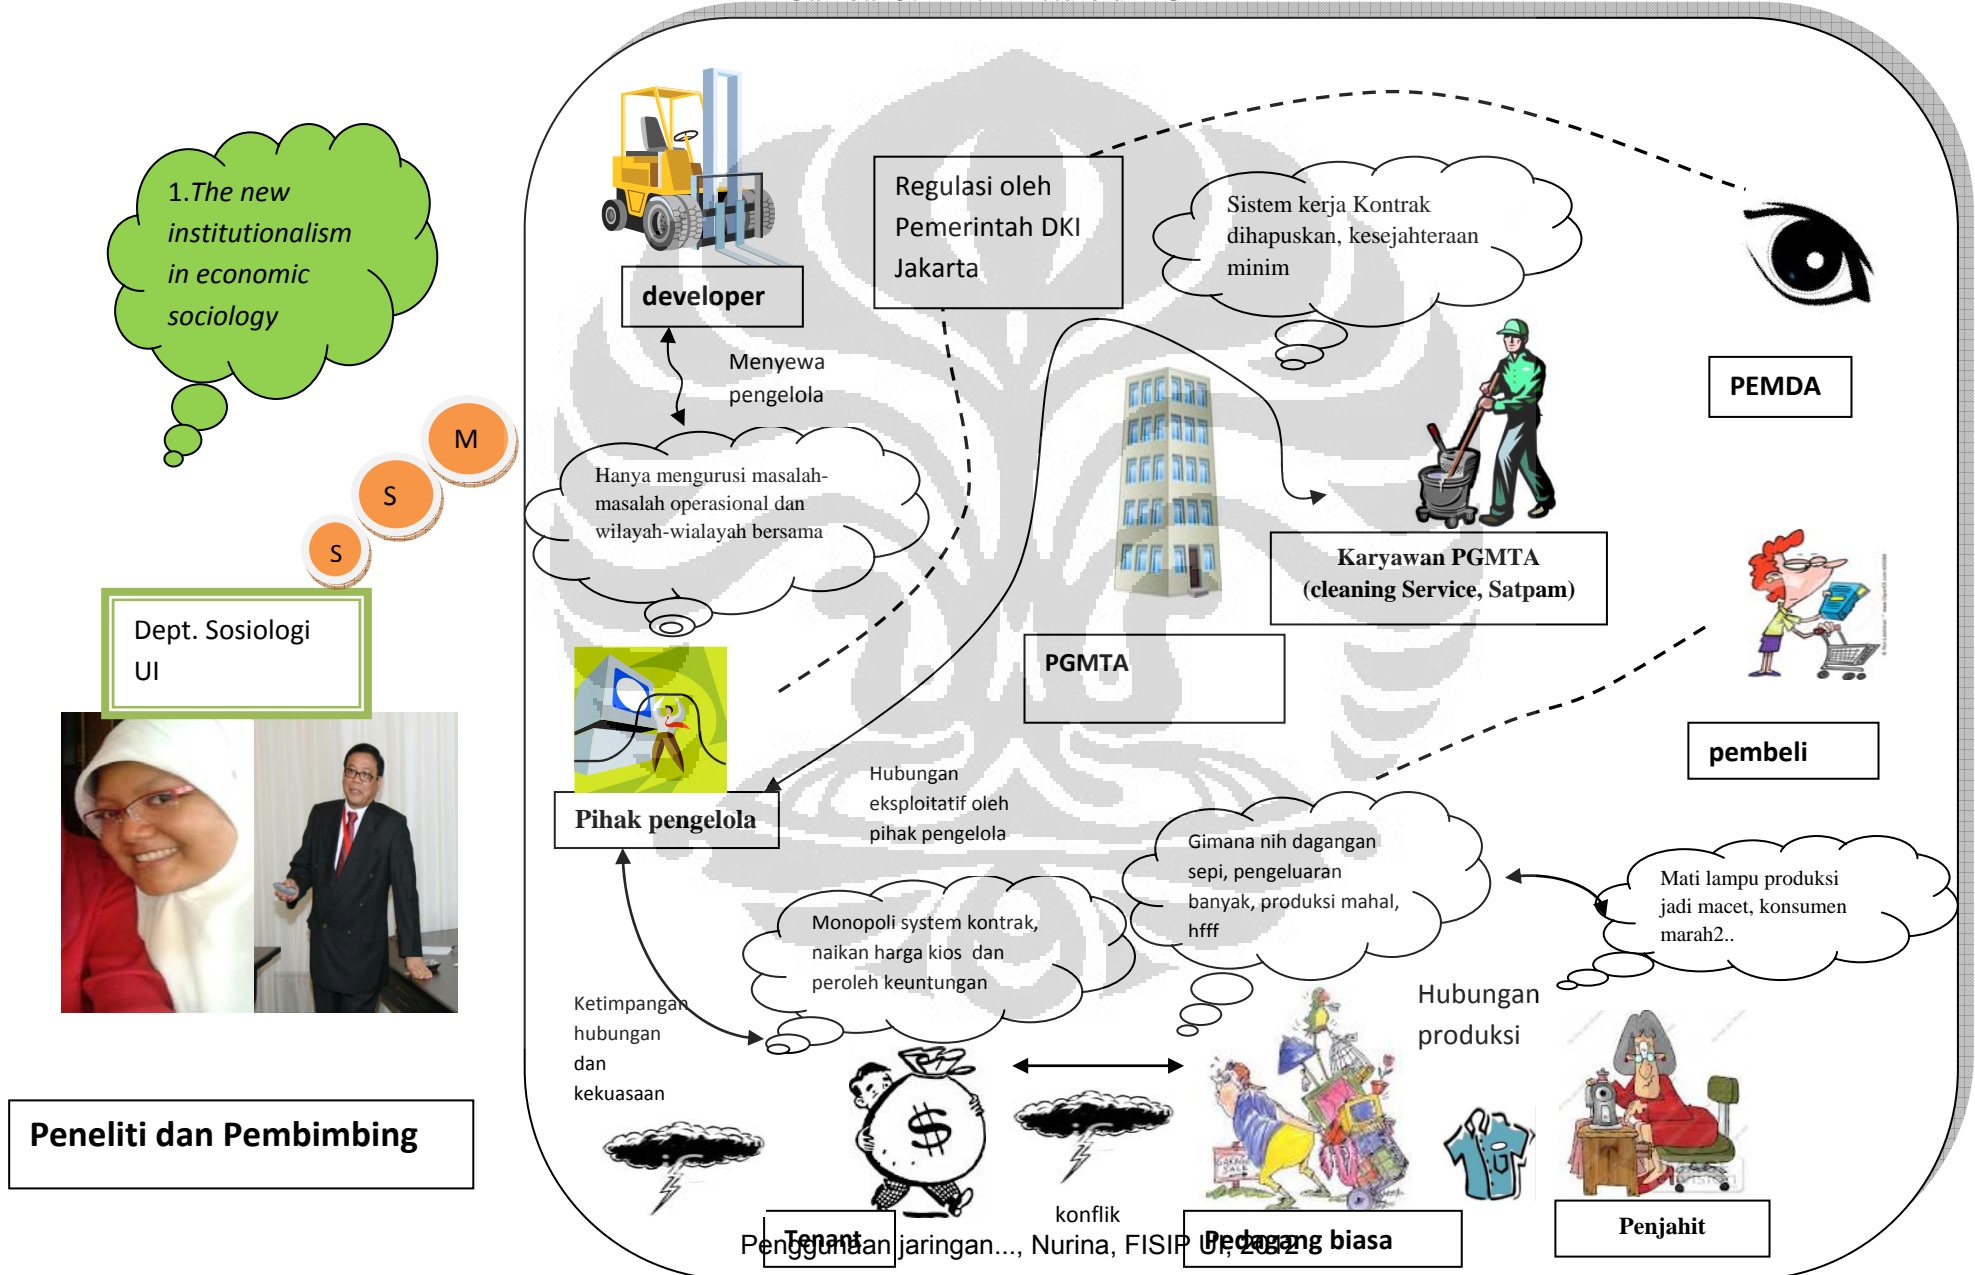 1.The new
institutionalism
in economic
sociology
M
S
S
Dept. Sosiologi
UI
Peneliti dan Pembimbing
developer
Menyewa
pengelola
Regulasi oleh
Pemerintah DKI
Jakarta
Sistem kerja Kontrak
dihapuskan, kesejahteraan
minim
PEMDA
Hanya mengurusi masalah-
masalah operasional dan
wilayah-wialayah bersama
Karyawan PGMTA
(cleaning Service, Satpam)
PGMTA
pembeli
Pihak pengelola
Hubungan
eksploitatif oleh
pihak pengelola
Gimana nih dagangan
sepi, pengeluaran
banyak, produksi mahal,
hfff
Mati lampu produksi
jadi macet, konsumen
marah2..
Monopoli system kontrak,
naikan harga kios dan
peroleh keuntungan
Ketimpangan
hubungan
dan
kekuasaan
Hubungan
produksi
$
GARAGE
SALE
konflik
Tenant
Pedagang biasa
Penjahit
Penggunaan jaringan..., Nurina, FISIP UI, 2012